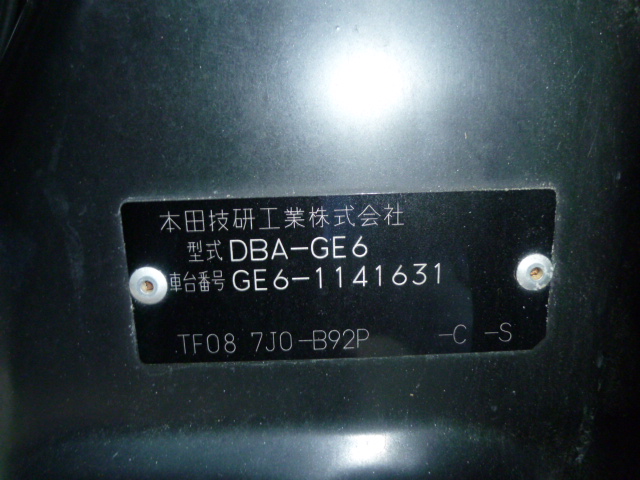 本田技研工業株式会社
型式 DBA-GE6
車台番号 GE6-1141631
TF08 7J0-B92P -C -S